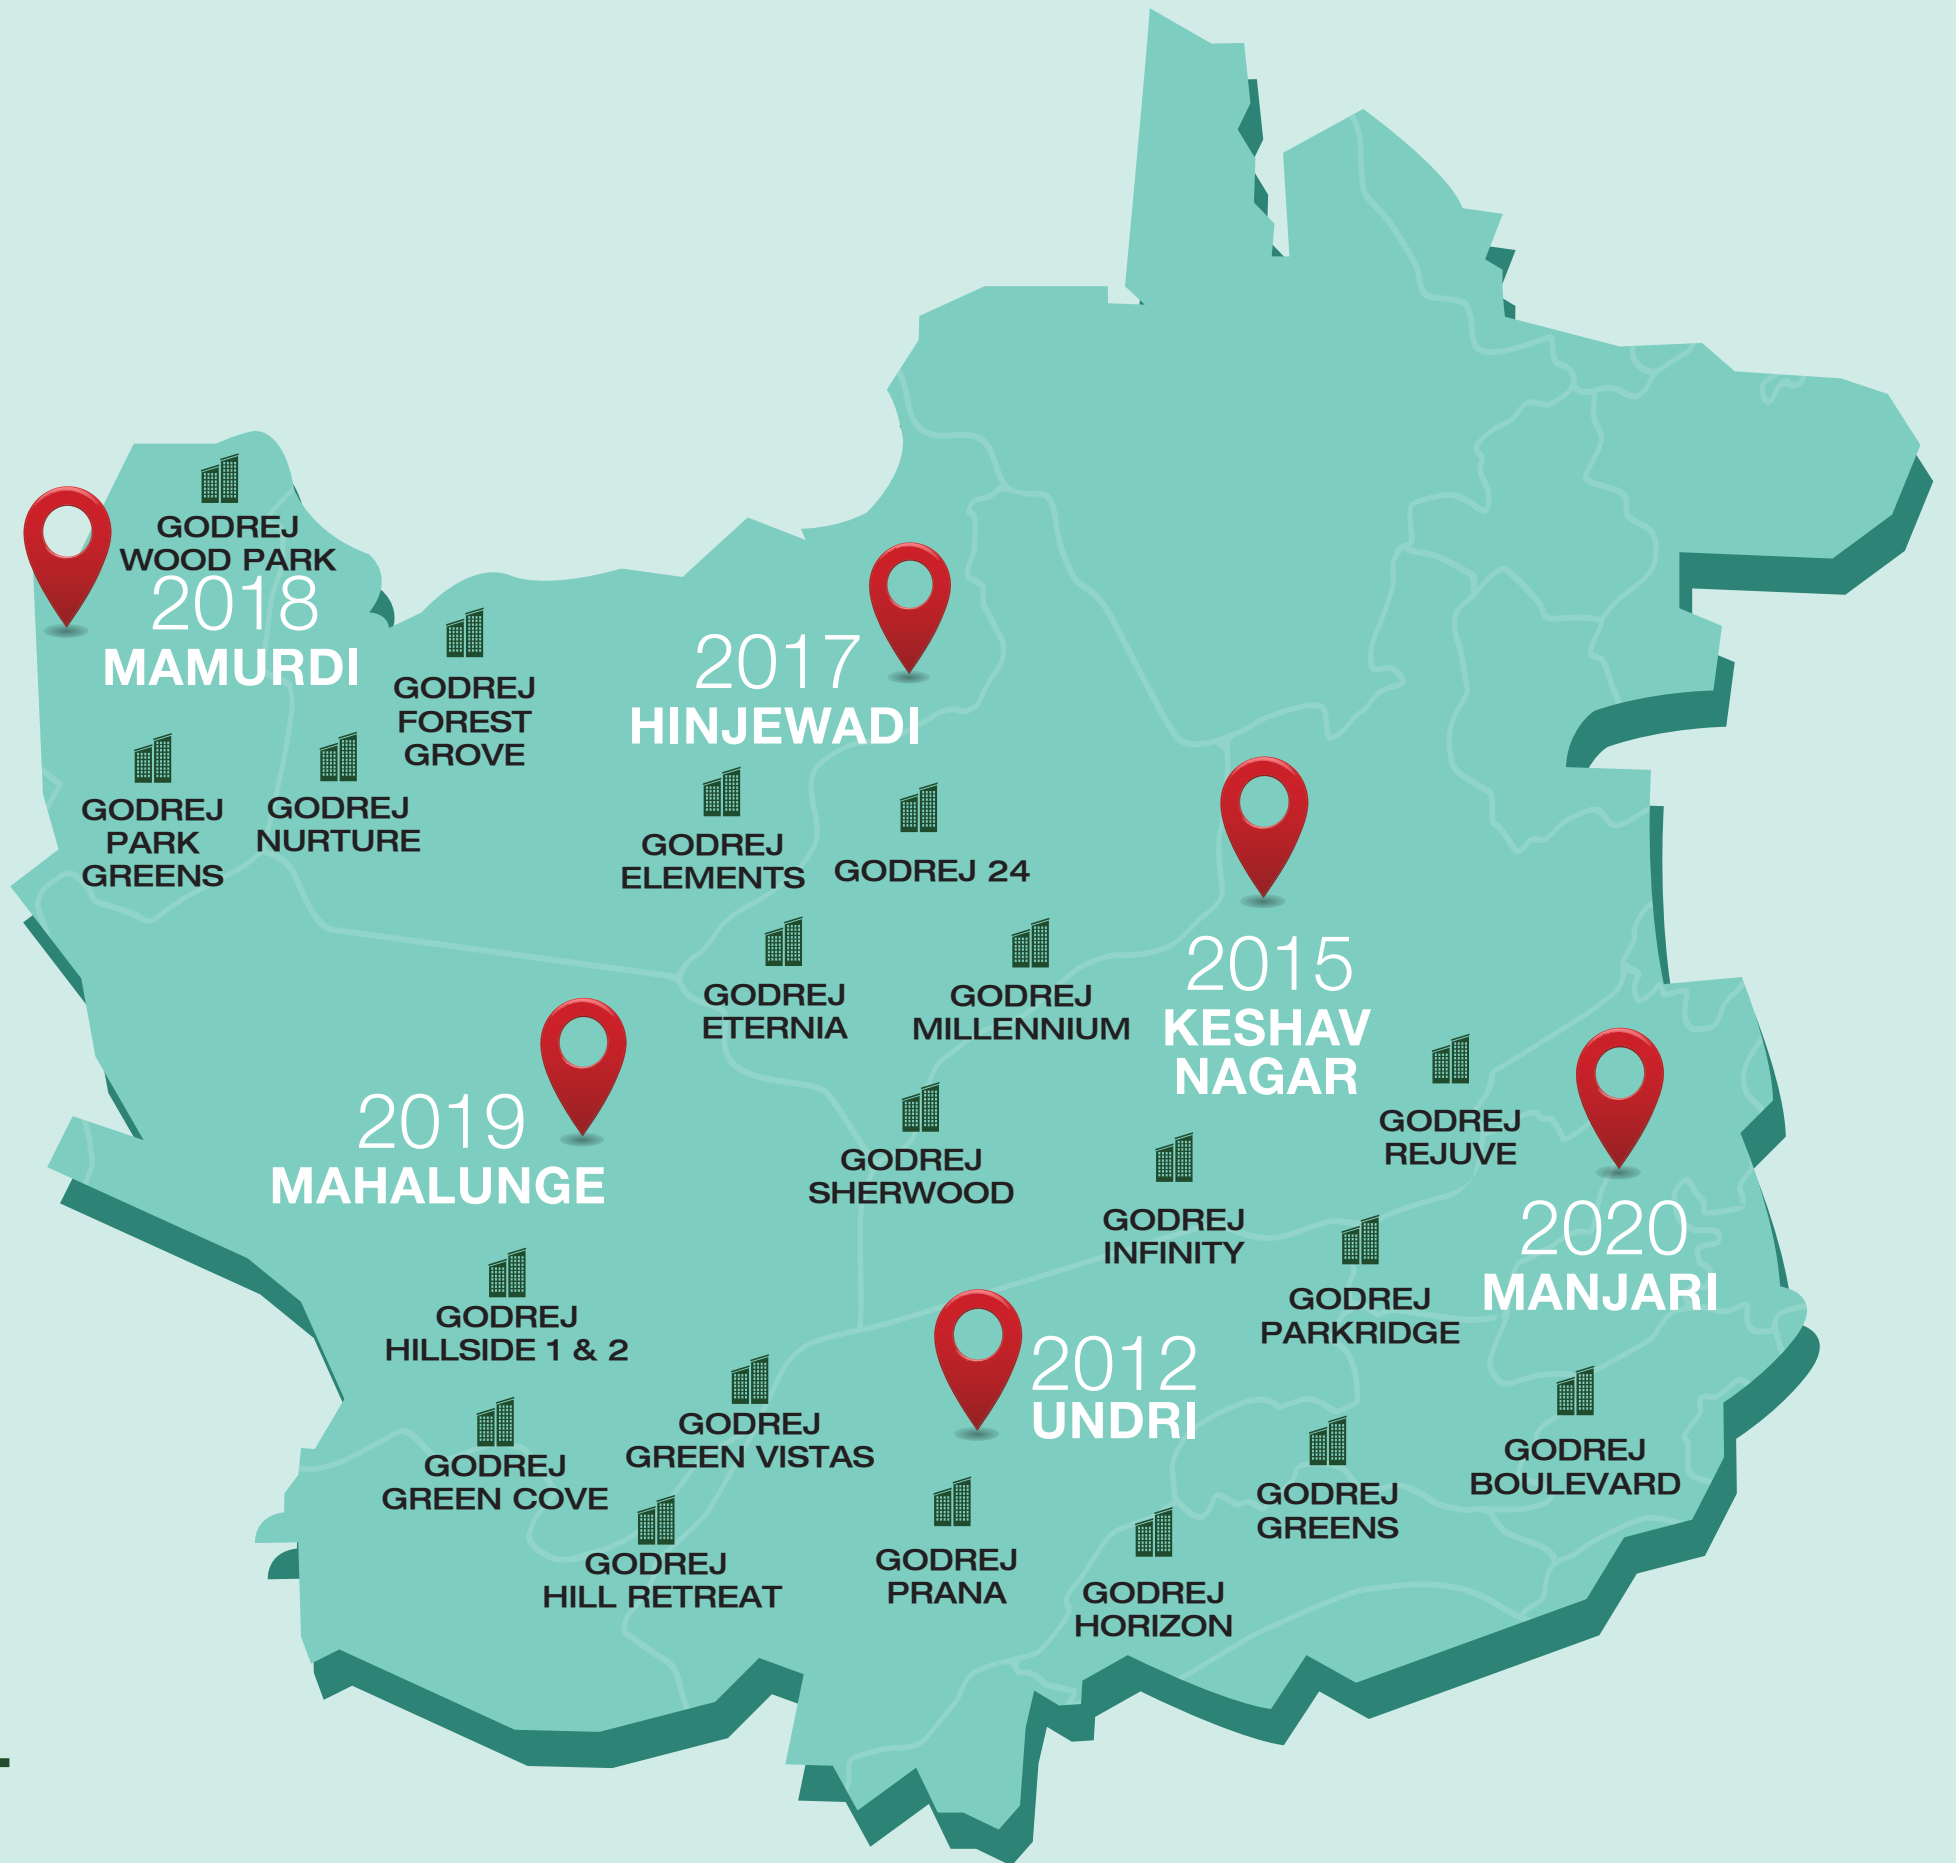 GODREJ
WOOD PARK
2018
MAMURDI
GODREJ
FOREST
GROVE
GODREJ
PARK
GREENS
GODREJ
NURTURE
2017
HINJEWADI
GODREJ
ELEMENTS
GODREJ 24
GODREJ
ETERNIA
GODREJ
MILLENNIUM
2015
KESHAV
NAGAR
GODREJ
REJUVE
2019
MAHALUNGE
GODREJ
SHERWOOD
GODREJ
INFINITY
2020
MANJARI
GODREJ
HILLSIDE 1 & 2
GODREJ
PARKRIDGE
2012
UNDRI
GODREJ
GREEN VISTAS
GODREJ
GREEN COVE
GODREJ
BOULEVARD
GODREJ
GREENS
GODREJ
HILL RETREAT
GODREJ
PRANA
GODREJ
HORIZON